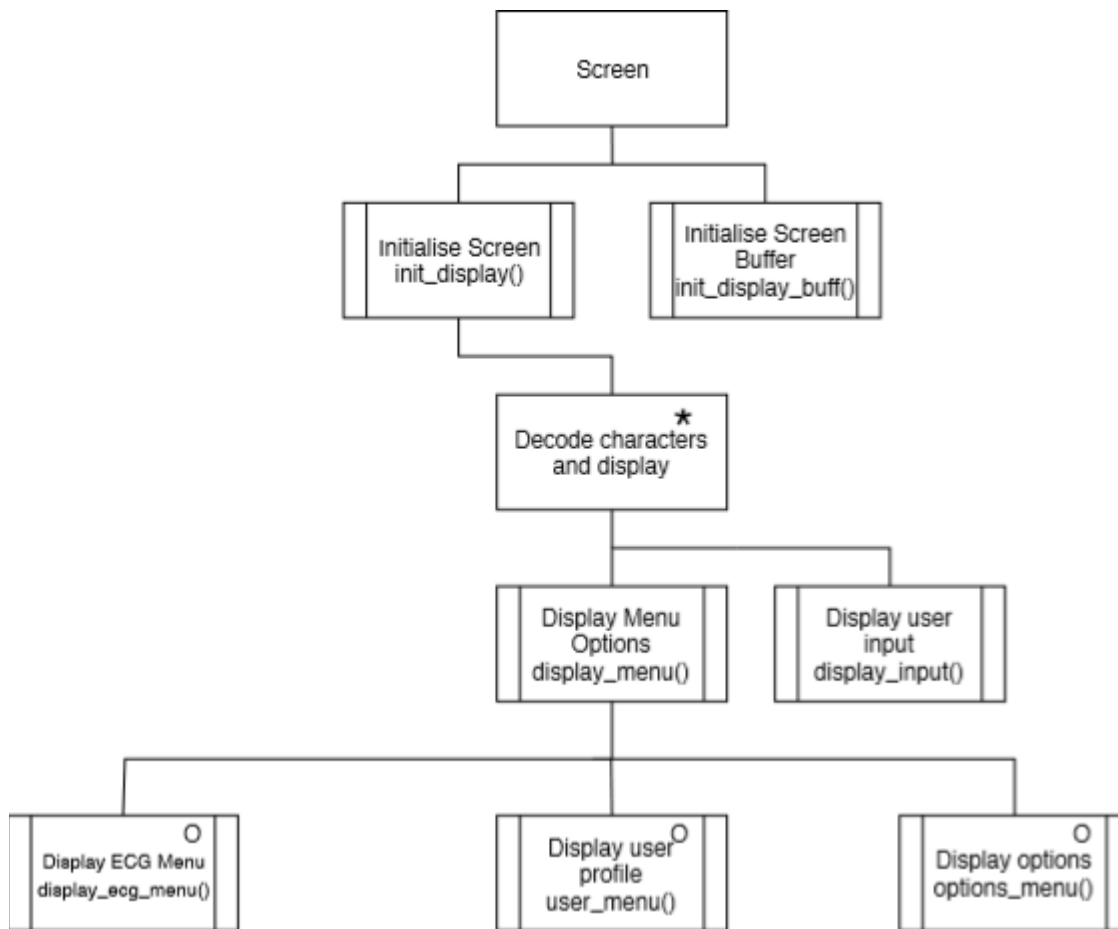 Screen
Initialise Screen
init_display()
Initialise Screen
Buffer
init_display_buff()
*
Decode characters
and display
Display Menu
Options
display_menu()
Display user
input
display_input()
O
Display ECG Menu
display_ecg_menu()
O
Display user
profile
user_menu()
O
Display options
options_menu()